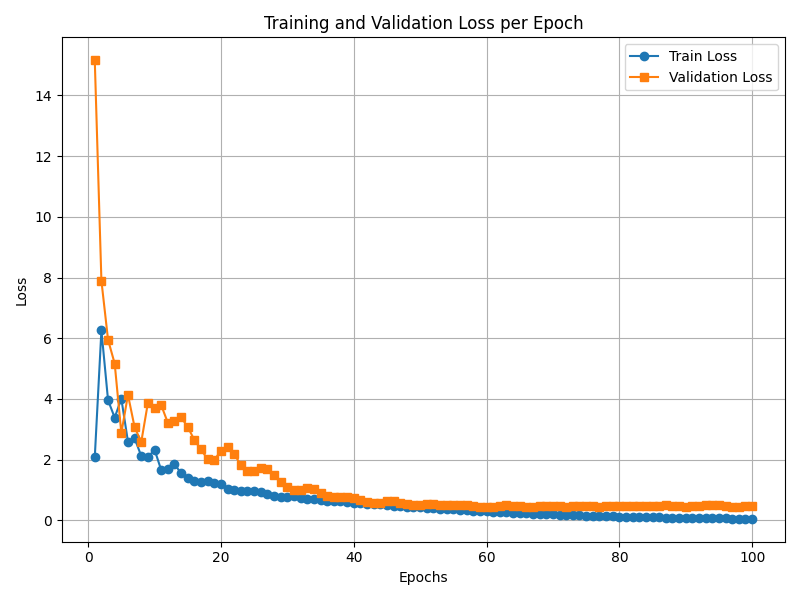 Training and Validation Loss per Epoch
Train Loss
Validation Loss
14
12
10
8
6
4
2
0
Loss
0 20 40 60 80 100
Epochs